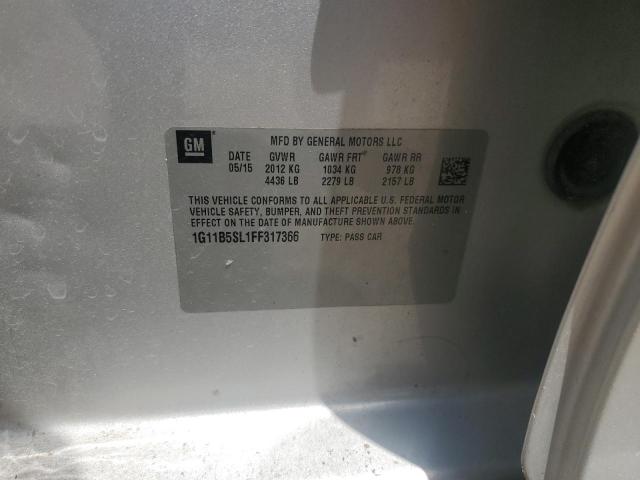 GM
MFD BY GENERAL MOTORS LLC
DATE GVWR GAWR FRT GAWR RR
05/15 2012 KG 1034 KG 978 KG
4436 LB 2279 LB 2157 LB
THIS VEHICLE CONFORMS TO ALL APPLICABLE U.S. FEDERAL MOTOR
VEHICLE SAFETY, BUMPER, AND THEFT PREVENTION STANDARDS IN
EFFECT ON THE DATE OF MANUFACTURE SHOWN ABOVE.
1G11B5SL1FF317366 TYPE: PASS CAR